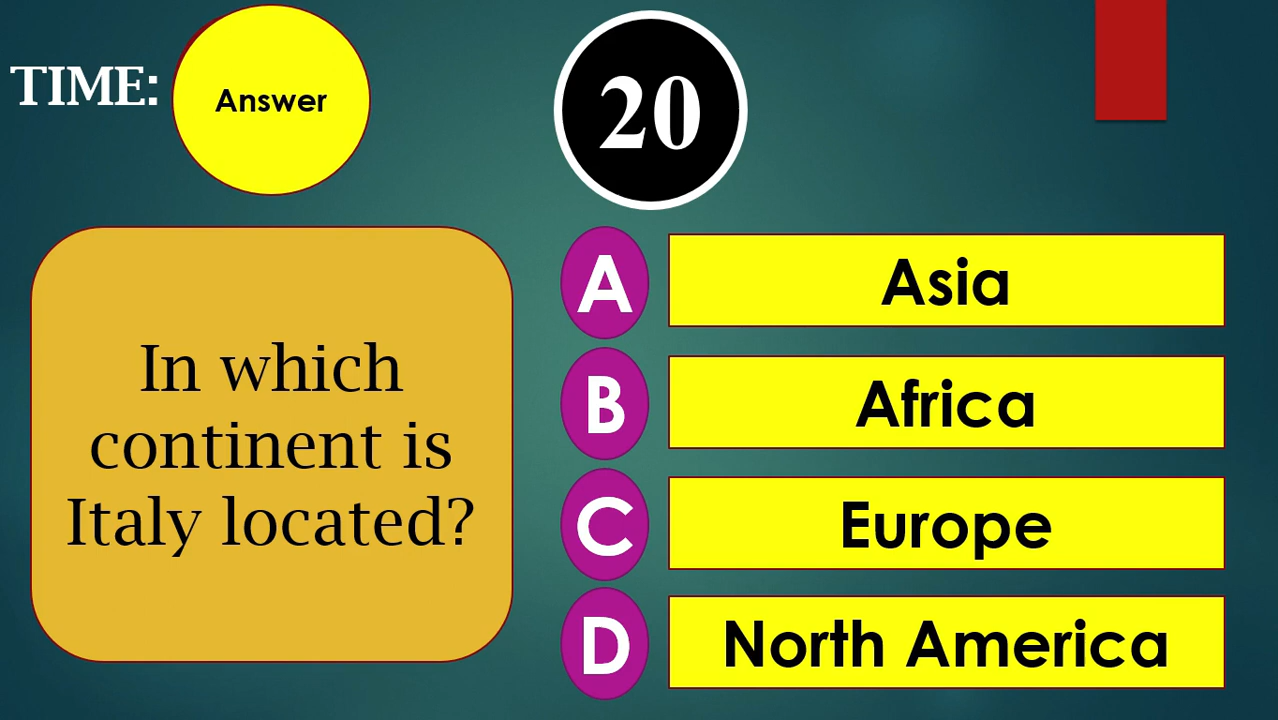 TIME:
Answer
20
In which
continent is
Italy located?
A
Asia
B
Africa
C
Europe
D
North America